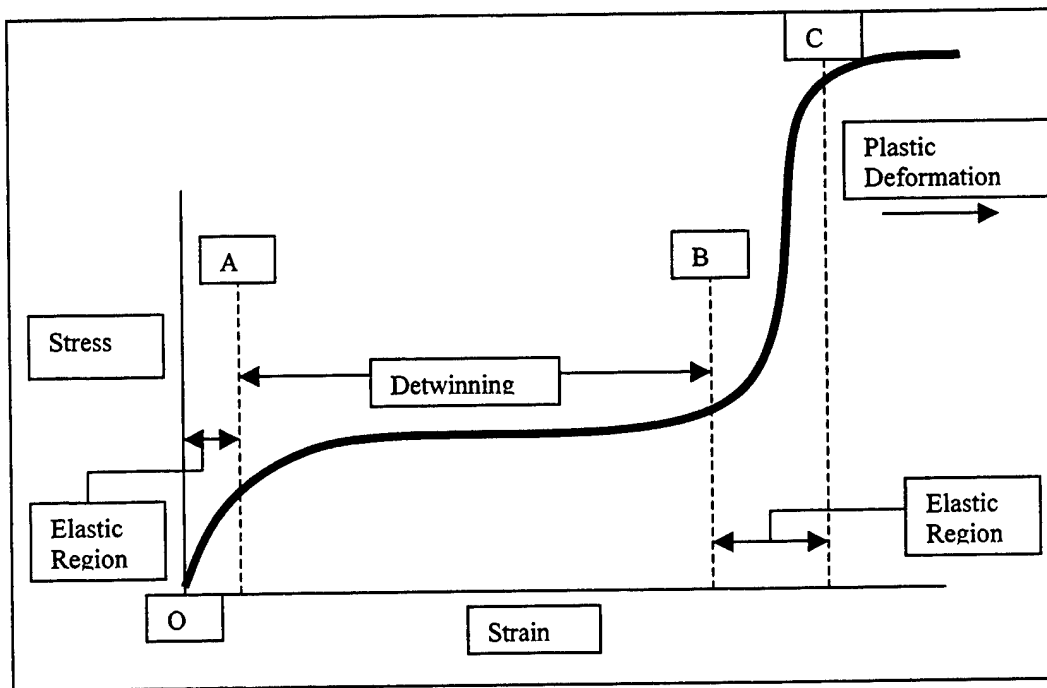 C
Plastic
Deformation
A
B
Stress
Detwinning
Elastic
Region
Elastic
Region
O
Strain